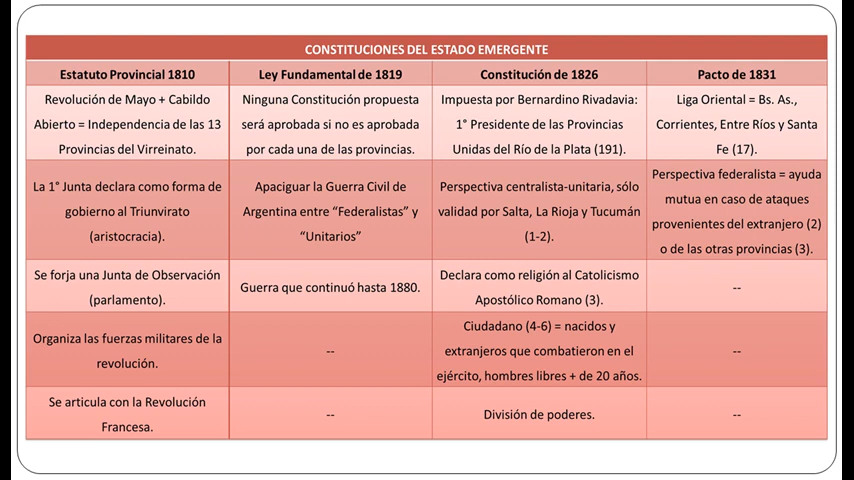 CONSTITUCIONES DEL ESTADO EMERGENTE
Estatuto Provincial 1810
Ley Fundamental de 1819
Constitución de 1826
Pacto de 1831
Revolución de Mayo + Cabildo
Abierto = Independencia de las 13
Provincias del Virreinato.
Ninguna Constitución propuesta
será aprobada si no es aprobada
por cada una de las provincias.
Impuesta por Bernardino Rivadavia:
1° Presidente de las Provincias
Unidas del Río de la Plata (191).
Liga Oriental = Bs. As.,
Corrientes, Entre Ríos y Santa
Fe (17).
La 1° Junta declara como forma de
gobierno al Triunvirato
(aristocracia).
Apaciguar la Guerra Civil de
Argentina entre “Federalistas” y
“Unitarios”
Perspectiva centralista-unitaria, sólo
validad por Salta, La Rioja y Tucumán
(1-2).
Perspectiva federalista = ayuda
mutua en caso de ataques
provenientes del extranjero (2)
o de las otras provincias (3).
Se forja una Junta de Observación
(parlamento).
Guerra que continuó hasta 1880.
Declara como religión al Catolicismo
Apostólico Romano (3).
--
Organiza las fuerzas militares de la
revolución.
--
Ciudadano (4-6) = nacidos y
extranjeros que combatieron en el
ejército, hombres libres + de 20 años.
--
Se articula con la Revolución
Francesa.
--
División de poderes.
--